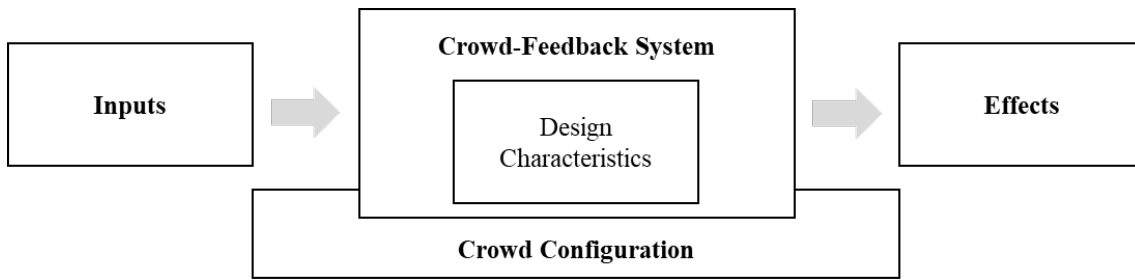 Crowd-Feedback System
Inputs
Design
Characteristics
Effects
Crowd Configuration